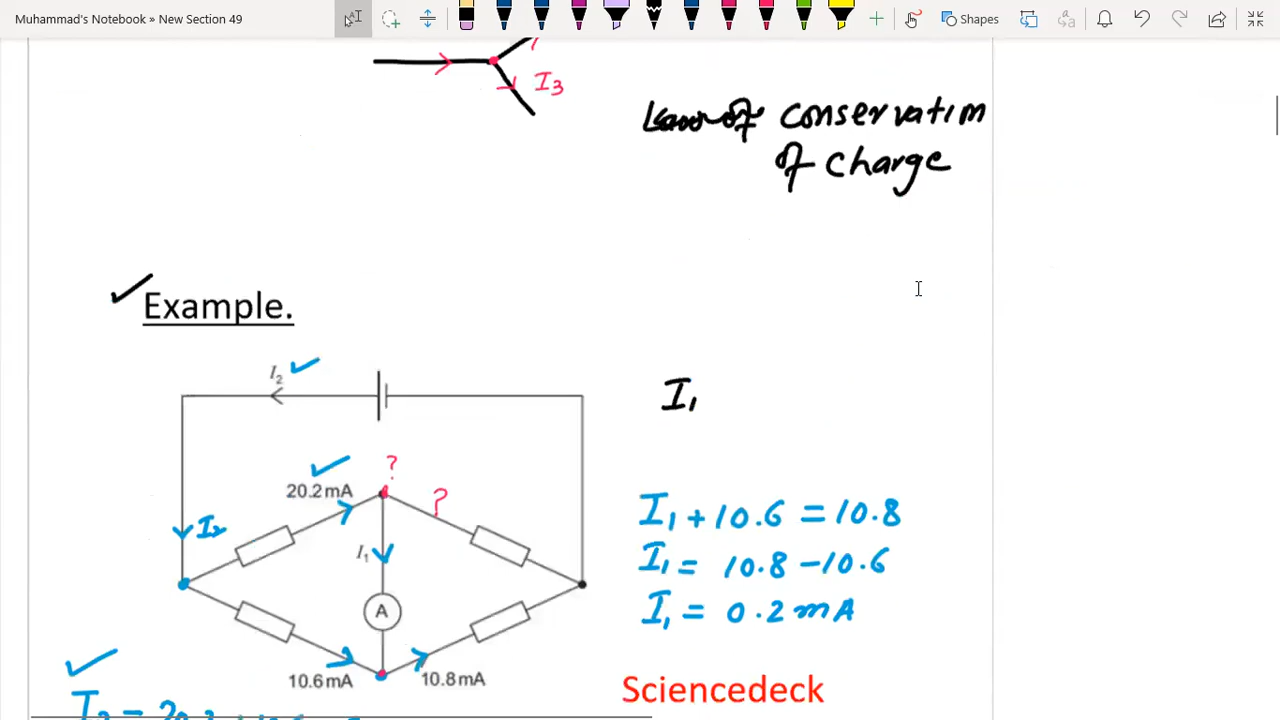 Muhammad's Notebook » New Section 49
Shapes
I3
Law of conservation
of charge
Example.
I2
I1
20.2 mA
?
?
I2
I1
A
10.6 mA
10.8 mA
I1 + 10.6 = 10.8
I1 = 10.8 - 10.6
I1 = 0.2 mA
Sciencedeck